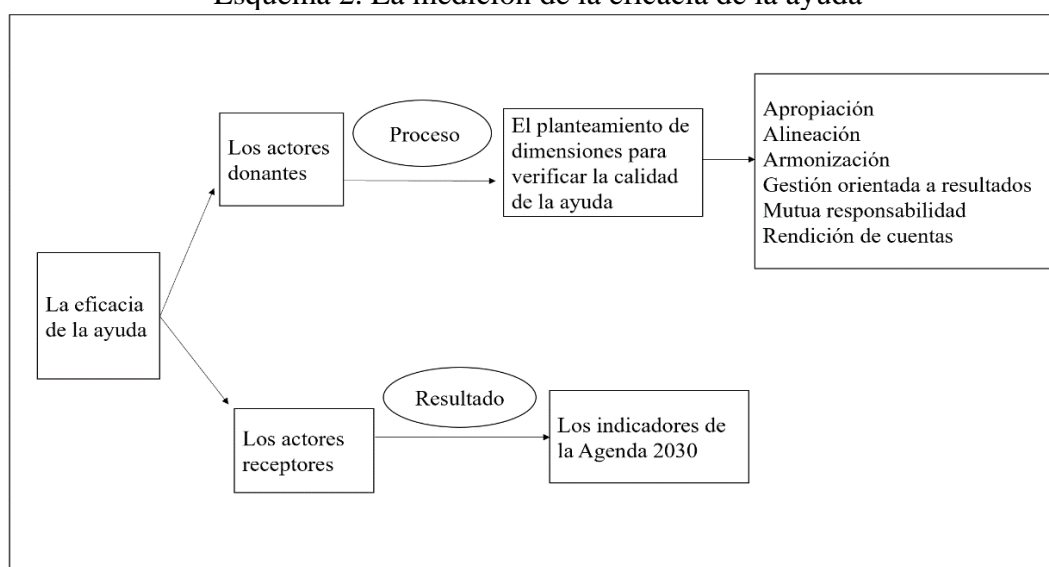 Esquema 2. La medición de la eficacia de la ayuda
Los actores
donantes
Proceso
El planteamiento de
dimensiones para
verificar la calidad
de la ayuda
Apropiación
Alineación
Armonización
Gestión orientada a resultados
Mutua responsabilidad
Rendición de cuentas
La eficacia
de la ayuda
Los actores
receptores
Resultado
Los indicadores de
la Agenda 2030